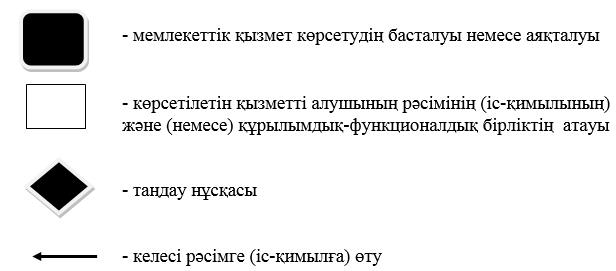 - мемлекеттік қызмет көрсетудің басталуы немесе аяқталуы
- көрсетілетін қызметті алушының рәсімінің (іс-қимылының)
және (немесе) құрылымдық-функционалдық бірліктің атауы
- таңдау нұсқасы
- келесі рәсімге (іс-қимылға) өту